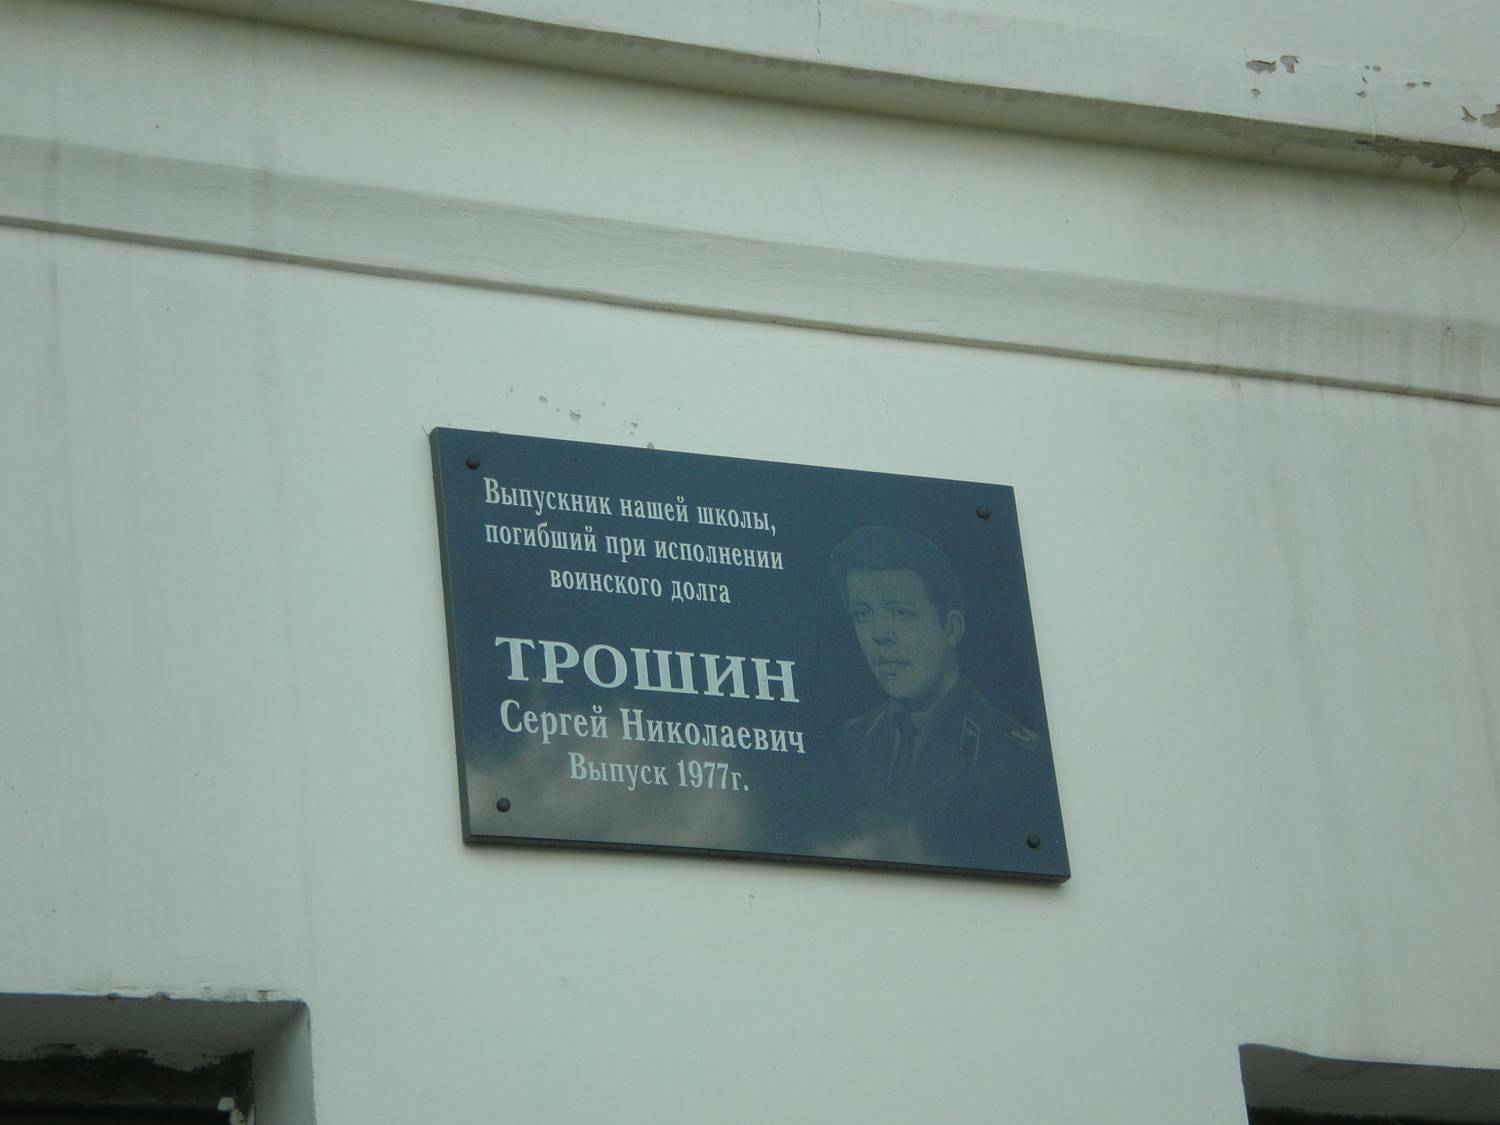 Выпускник нашей школы,
погибший при исполнении
воинского долга
ТРОШИН
Сергей Николаевич
Выпуск 1977г.